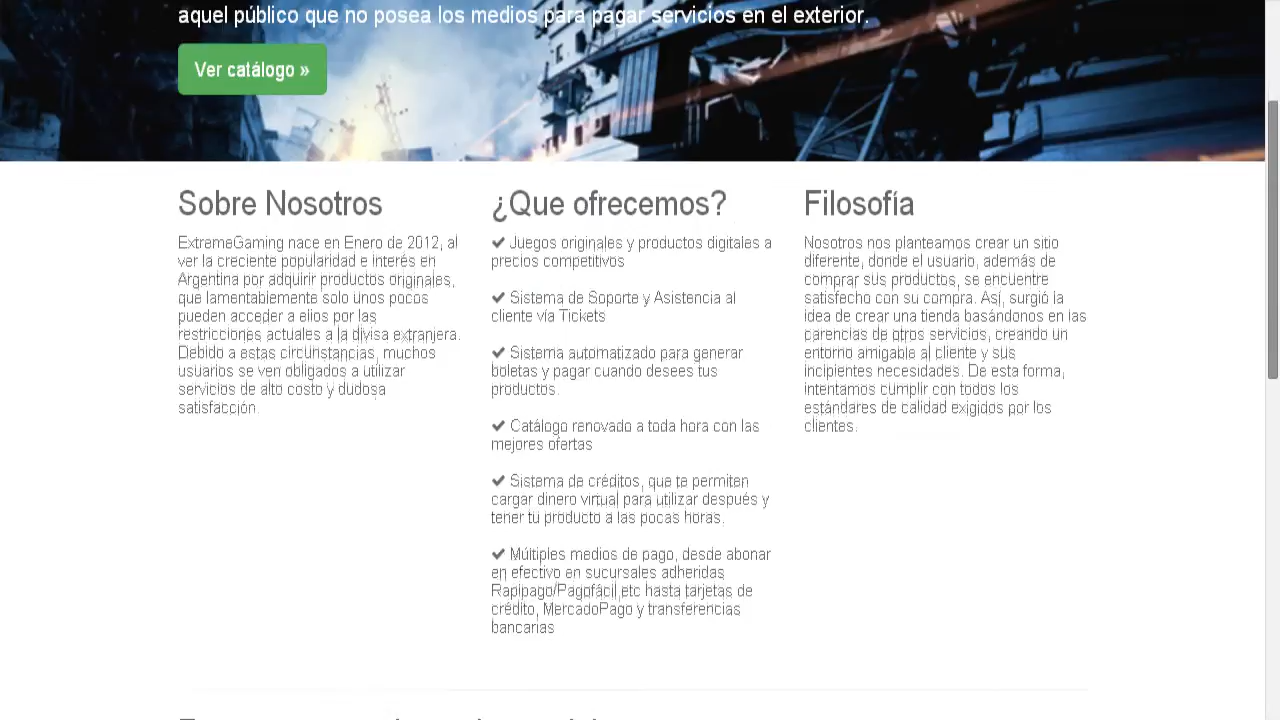 aquel público que no posea los medios para pagar servicios en el exterior.
Ver catálogo »
Sobre Nosotros
ExtremeGaming nace en Enero de 2012, al
ver la creciente popularidad e interés en
Argentina por adquirir productos originales,
que lamentablemente solo unos pocos
pueden acceder a ellos por las
restricciones actuales a la divisa extranjera.
Debido a estas circunstancias, muchos
usuarios se ven obligados a utilizar
servicios de alto costo y dudosa
satisfacción.
¿Que ofrecemos?
✔ Juegos originales y productos digitales a
precios competitivos
✔ Sistema de Soporte y Asistencia al
cliente vía Tickets
✔ Sistema automatizado para generar
boletas y pagar cuando desees tus
productos.
✔ Catálogo renovado a toda hora con las
mejores ofertas
✔ Sistema de créditos, que te permiten
cargar dinero virtual para utilizar después y
tener tu producto a las pocas horas.
✔ Múltiples medios de pago, desde abonar
en efectivo en sucursales adheridas
Rapipago/Pagofácil,etc hasta tarjetas de
crédito, MercadoPago y transferencias
bancarias
Filosofía
Nosotros nos planteamos crear un sitio
diferente, donde el usuario, además de
comprar sus productos, se encuentre
satisfecho con su compra. Así, surgió la
idea de crear una tienda basándonos en las
carencias de otros servicios, creando un
entorno amigable al cliente y sus
incipientes necesidades. De esta forma,
intentamos cumplir con todos los
estándares de calidad exigidos por los
clientes.